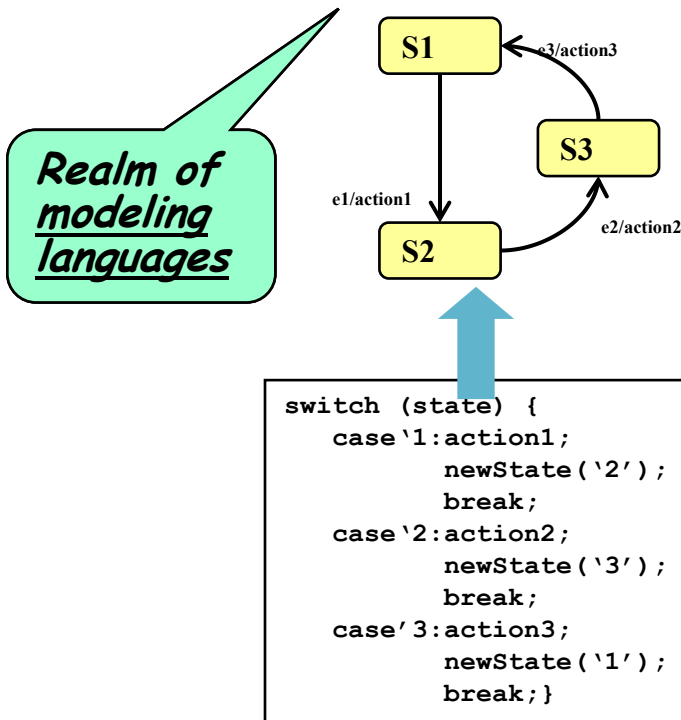 S1
e3/action3
Realm of
modeling
languages
S3
e1/action1
e2/action2
S2
switch (state) {
case‘1:action1;
newState(‘2’);
break;
case‘2:action2;
newState(‘3’);
break;
case’3:action3;
newState(‘1’);
break;}